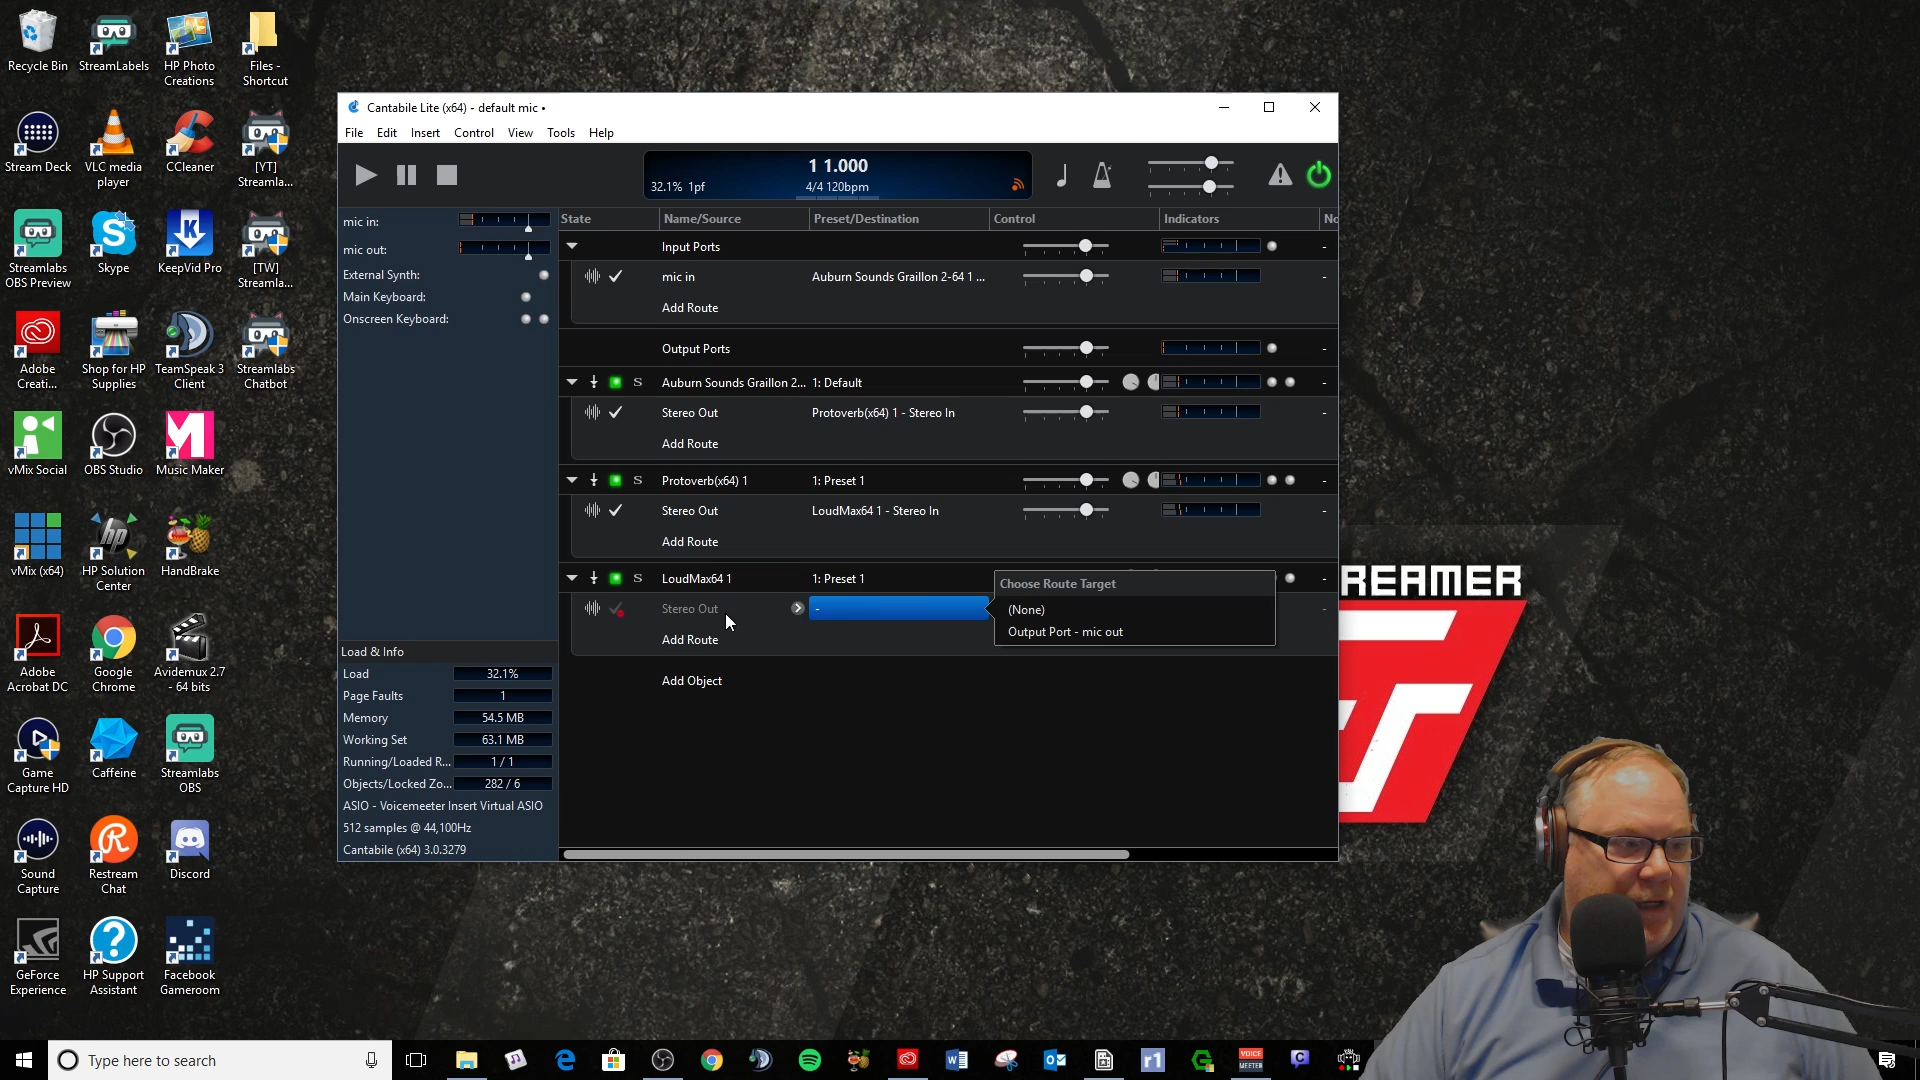 Recycle Bin
StreamLabels
HP Photo
Creations
Files -
Shortcut
Stream Deck
VLC media
player
CCleaner
[YT]
Streamla...
Streamlabs
OBS Preview
Skype
KeepVid Pro
[TW]
Streamla...
Adobe
Creati...
Shop for HP
Supplies
TeamSpeak 3
Client
Streamlabs
Chatbot
vMix Social
OBS Studio
Music Maker
vMix (x64)
HP Solution
Center
HandBrake
Adobe
Acrobat DC
Google
Chrome
Avidemux 2.7
- 64 bits
Game
Capture HD
Caffeine
Streamlabs
OBS
Sound
Capture
Restream
Chat
Discord
GeForce
Experience
HP Support
Assistant
Facebook
Gameroom
Cantabile Lite (x64) - default mic •
File Edit Insert Control View Tools Help
1 1.000
32.1% 1pf
4/4 120bpm
mic in:
mic out:
External Synth:
Main Keyboard:
Onscreen Keyboard:
Load & Info
Load 32.1%
Page Faults 1
Memory 54.5 MB
Working Set 63.1 MB
Running/Loaded R... 1 / 1
Objects/Locked Zo... 282 / 6
ASIO - Voicemeeter Insert Virtual ASIO
512 samples @ 44,100Hz
Cantabile (x64) 3.0.3279
State Name/Source Preset/Destination Control Indicators No
Input Ports -
mic in Auburn Sounds Graillon 2-64 1 ... -
Add Route
Output Ports -
S Auburn Sounds Graillon 2... 1: Default -
Stereo Out Protoverb(x64) 1 - Stereo In
Add Route
S Protoverb(x64) 1 1: Preset 1 -
Stereo Out LoudMax64 1 - Stereo In
Add Route
S LoudMax64 1 1: Preset 1 -
Stereo Out - -
Add Route
Add Object
Choose Route Target
(None)
Output Port - mic out
REAMER
Type here to search
r1
VOICE
MEETER